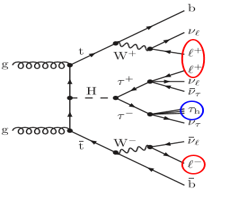 b
ν_ℓ
t W⁺ ℓ⁺
g ℓ⁺
τ⁺ ν_ℓ
ν̄_τ
H
τ_h
τ⁻ ν_τ
g
W⁻ ν̄_ℓ
t̄
ℓ⁻
b̄